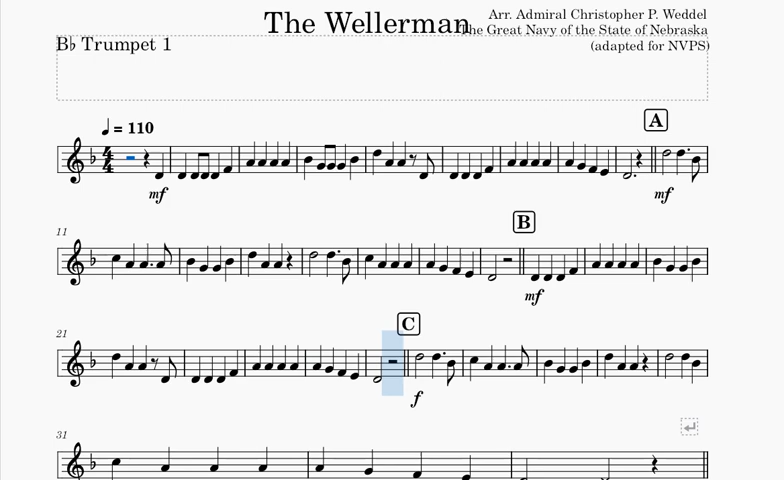 The Wellerman
Arr. Admiral Christopher P. Weddel
The Great Navy of the State of Nebraska
(adapted for NVPS)
B♭ Trumpet 1
♩ = 110
A
mf
mf
11
B
mf
21
C
f
31